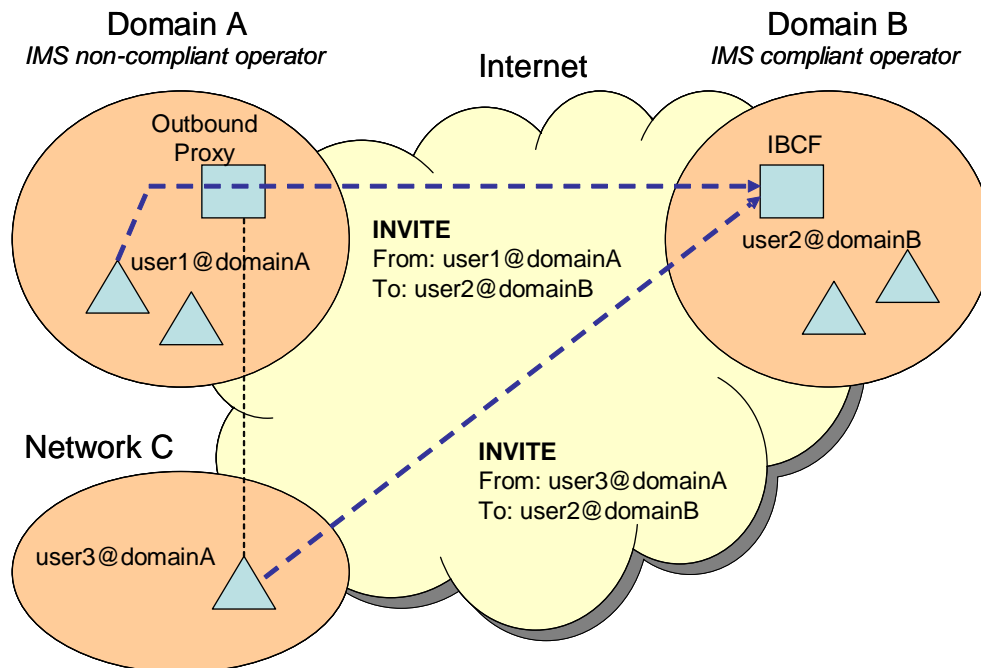 Domain A
IMS non-compliant operator
Domain B
IMS compliant operator
Internet
Outbound
Proxy
IBCF
user1@domainA
user2@domainB
INVITE
From: user1@domainA
To: user2@domainB
Network C
INVITE
From: user3@domainA
To: user2@domainB
user3@domainA